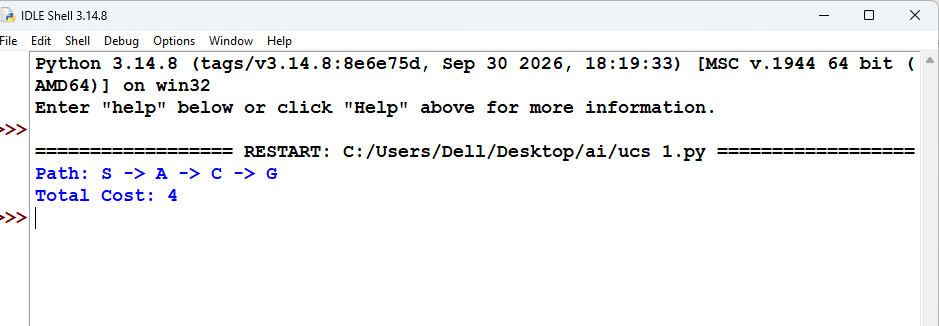 IDLE Shell 3.14.8
File Edit Shell Debug Options Window Help
Python 3.14.8 (tags/v3.14.8:8e6e75d, Sep 30 2026, 18:19:33) [MSC v.1944 64 bit (
AMD64)] on win32
Enter "help" below or click "Help" above for more information.
>>>
================== RESTART: C:/Users/Dell/Desktop/ai/ucs 1.py ==================
Path: S -> A -> C -> G
Total Cost: 4
>>>